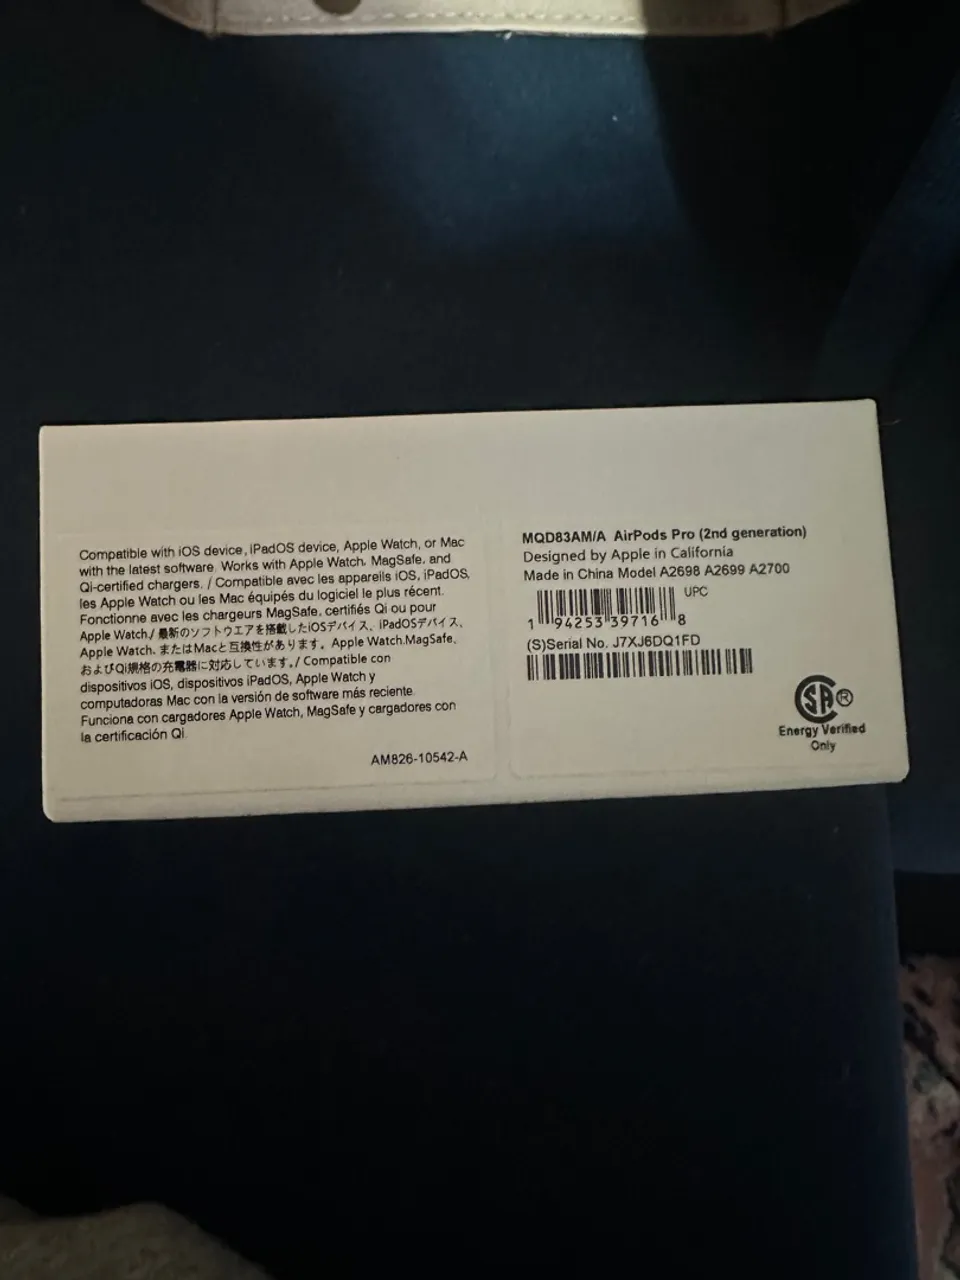 Compatible with iOS device, iPadOS device, Apple Watch, or Mac
with the latest software. Works with Apple Watch, MagSafe, and
Qi-certified chargers. / Compatible avec les appareils iOS, iPadOS,
les Apple Watch ou les Mac équipés du logiciel le plus récent.
Fonctionne avec les chargeurs MagSafe, certifiés Qi ou pour
Apple Watch./ 最新のソフトウエアを搭載したiOSデバイス、iPadOSデバイス、
Apple Watch、またはMacと互換性があります。Apple Watch,MagSafe、
およびQi規格の充電器に対応しています。/ Compatible con
dispositivos iOS, dispositivos iPadOS, Apple Watch y
computadoras Mac con la versión de software más reciente.
Funciona con cargadores Apple Watch, MagSafe y cargadores con
la certificación Qi.
AM826-10542-A
MQD83AM/A AirPods Pro (2nd generation)
Designed by Apple in California
Made in China Model A2698 A2699 A2700
UPC
1 94253 39716 8
(S)Serial No. J7XJ6DQ1FD
SA®
Energy Verified
Only